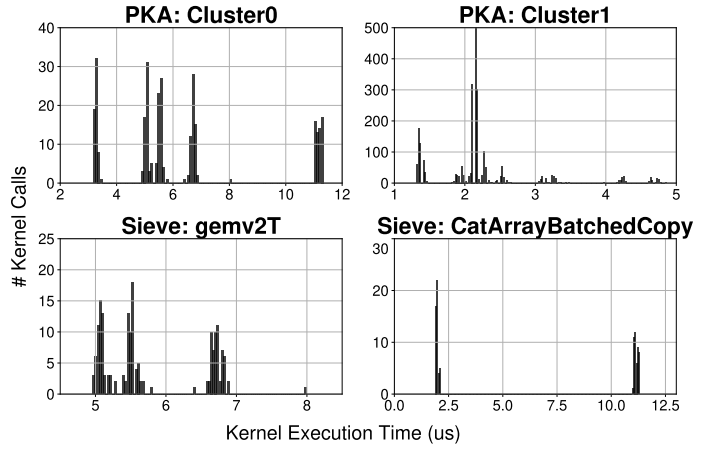 PKA: Cluster0
PKA: Cluster1
40
30
20
10
0
2 4 6 8 10 12
500
400
300
200
100
0
1 2 3 4 5
# Kernel Calls
Sieve: gemv2T
Sieve: CatArrayBatchedCopy
25
20
15
10
5
0
5 6 7 8
30
20
10
0
0.0 2.5 5.0 7.5 10.0 12.5
Kernel Execution Time (us)